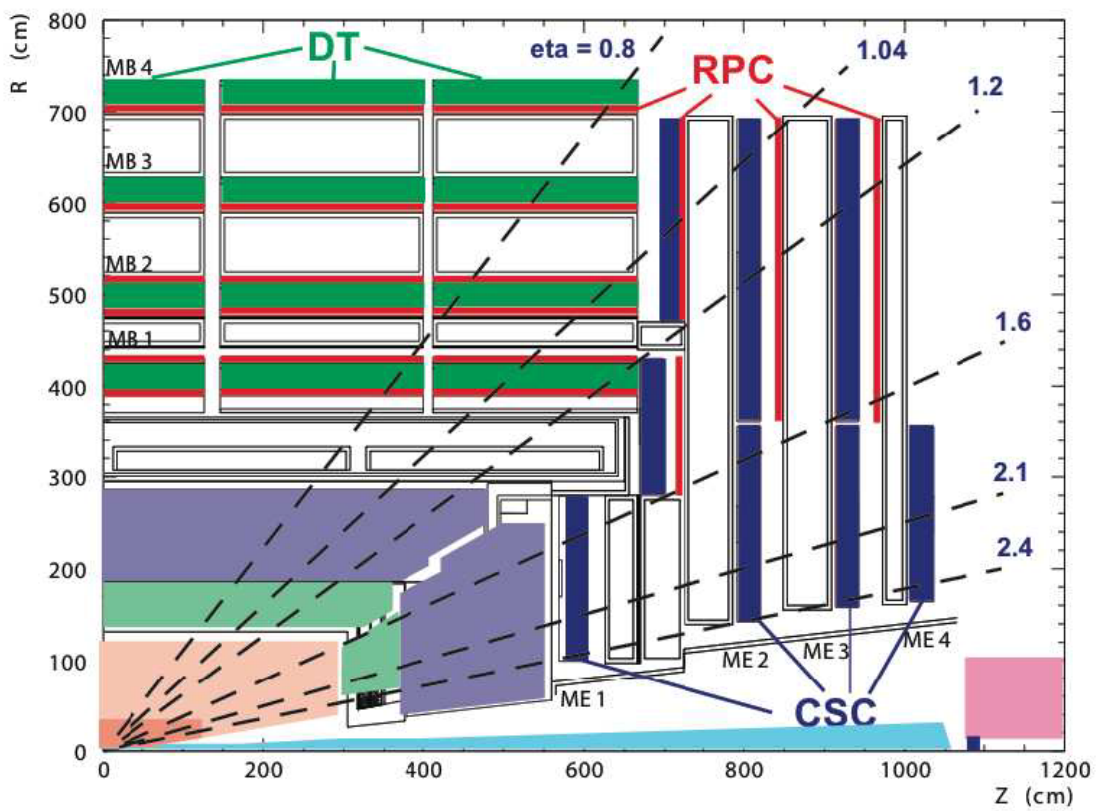 R (cm)
800
700
600
500
400
300
200
100
0
DT
eta = 0.8
1.04
1.2
RPC
MB 4
MB 3
MB 2
MB 1
1.6
2.1
2.4
ME 1
ME 2
ME 3
ME 4
CSC
0
200
400
600
800
1000
1200
Z (cm)